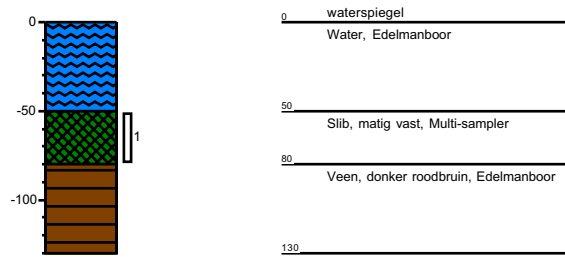 0
-50
-100
1
0
waterspiegel
Water, Edelmanboor
50
Slib, matig vast, Multi-sampler
80
Veen, donker roodbruin, Edelmanboor
130